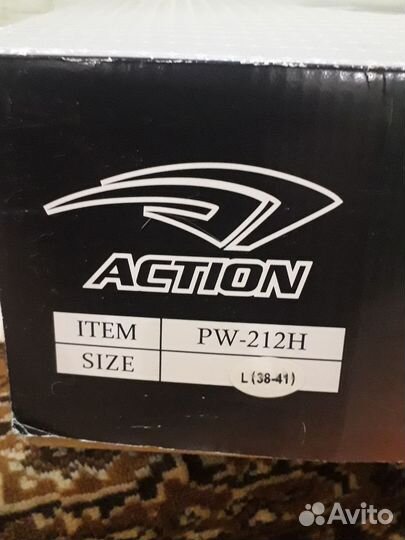 ACTION
ITEM PW-212H
SIZE L (38-41)
Avito